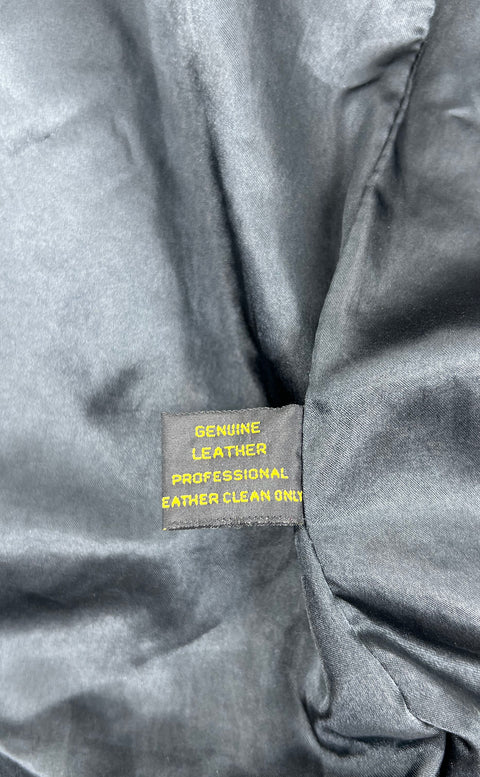 GENUINE
LEATHER
PROFESSIONAL
EATHER CLEAN ONLY